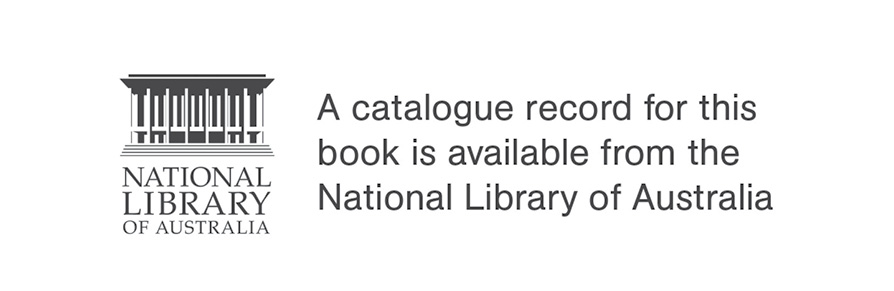 NATIONAL
LIBRARY
OF AUSTRALIA
A catalogue record for this
book is available from the
National Library of Australia